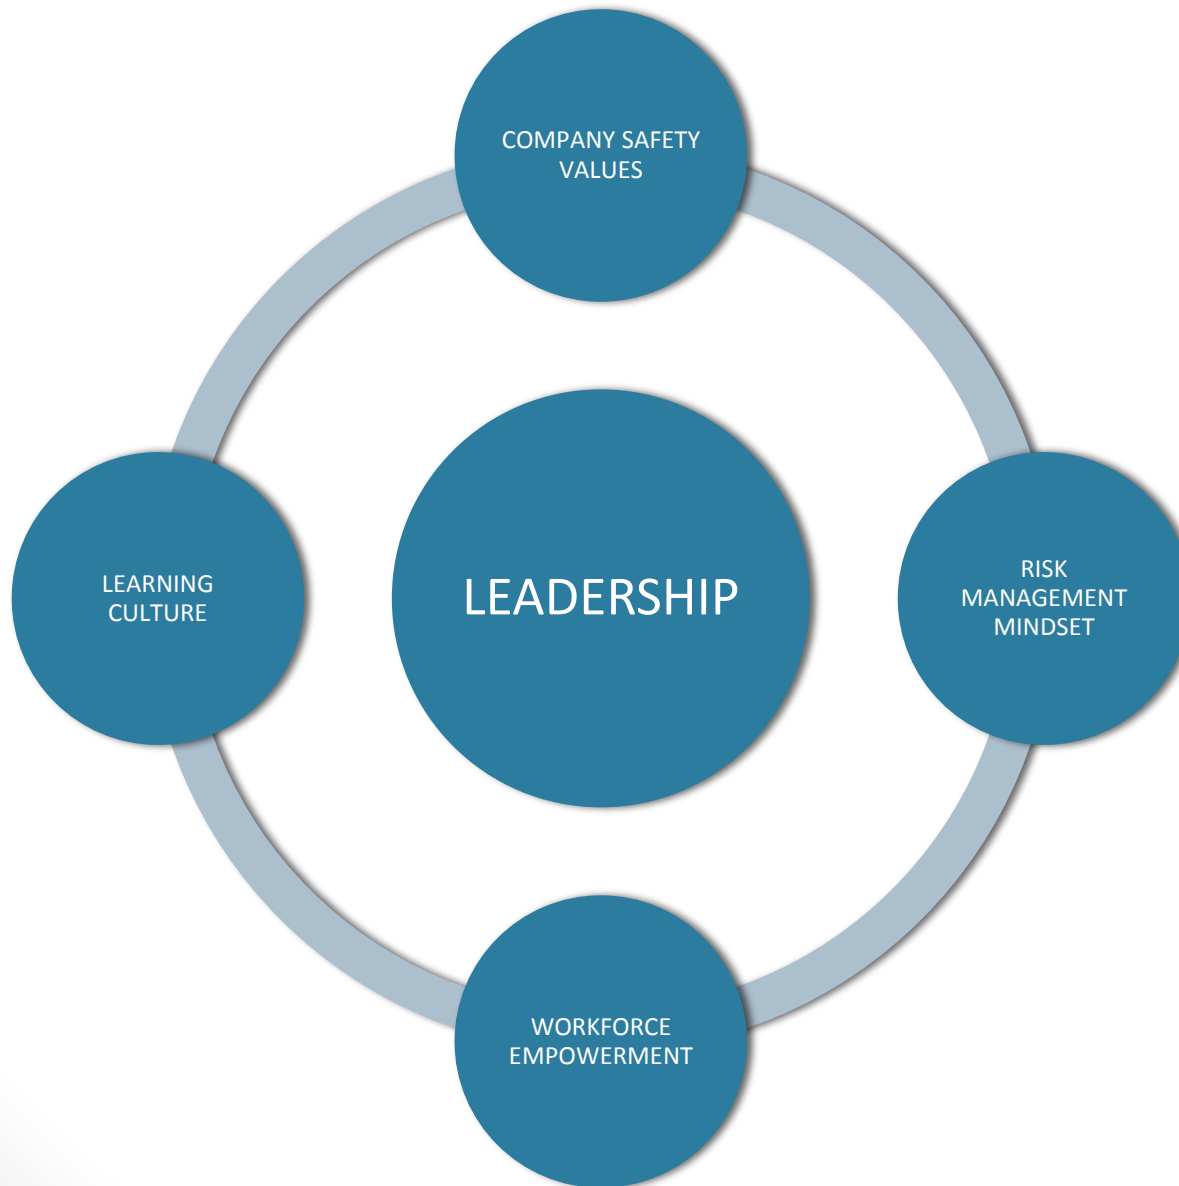 COMPANY SAFETY
VALUES
LEARNING
CULTURE
LEADERSHIP
RISK
MANAGEMENT
MINDSET
WORKFORCE
EMPOWERMENT